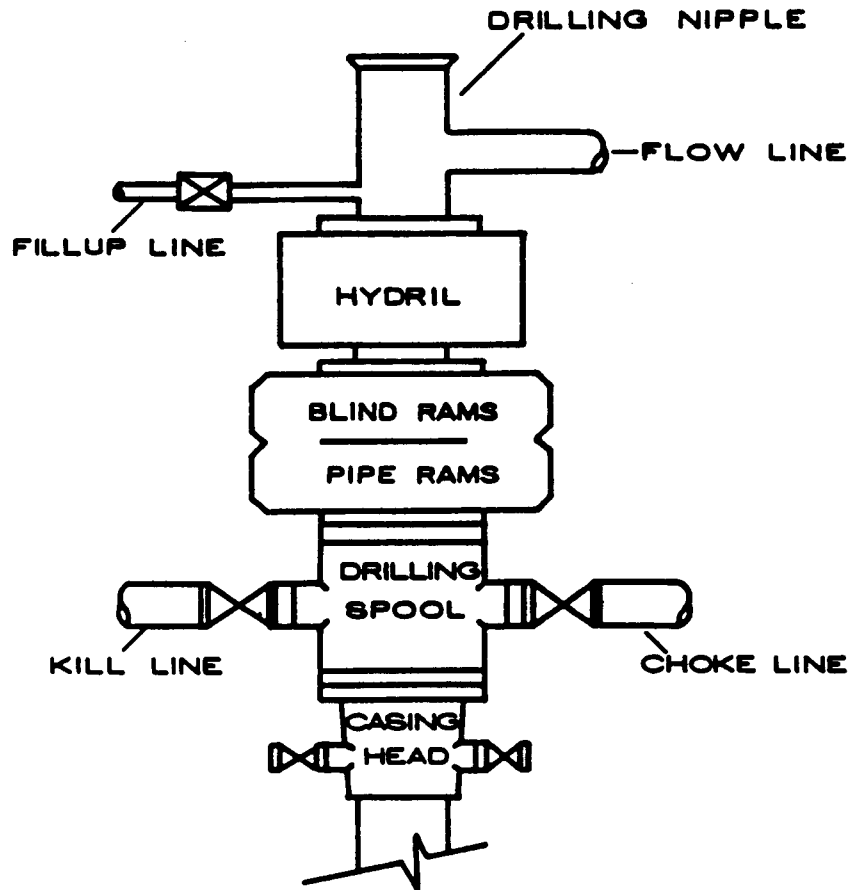 DRILLING NIPPLE
FLOW LINE
FILLUP LINE
HYDRIL
BLIND RAMS
PIPE RAMS
DRILLING
SPOOL
KILL LINE
CHOKE LINE
CASING
HEAD